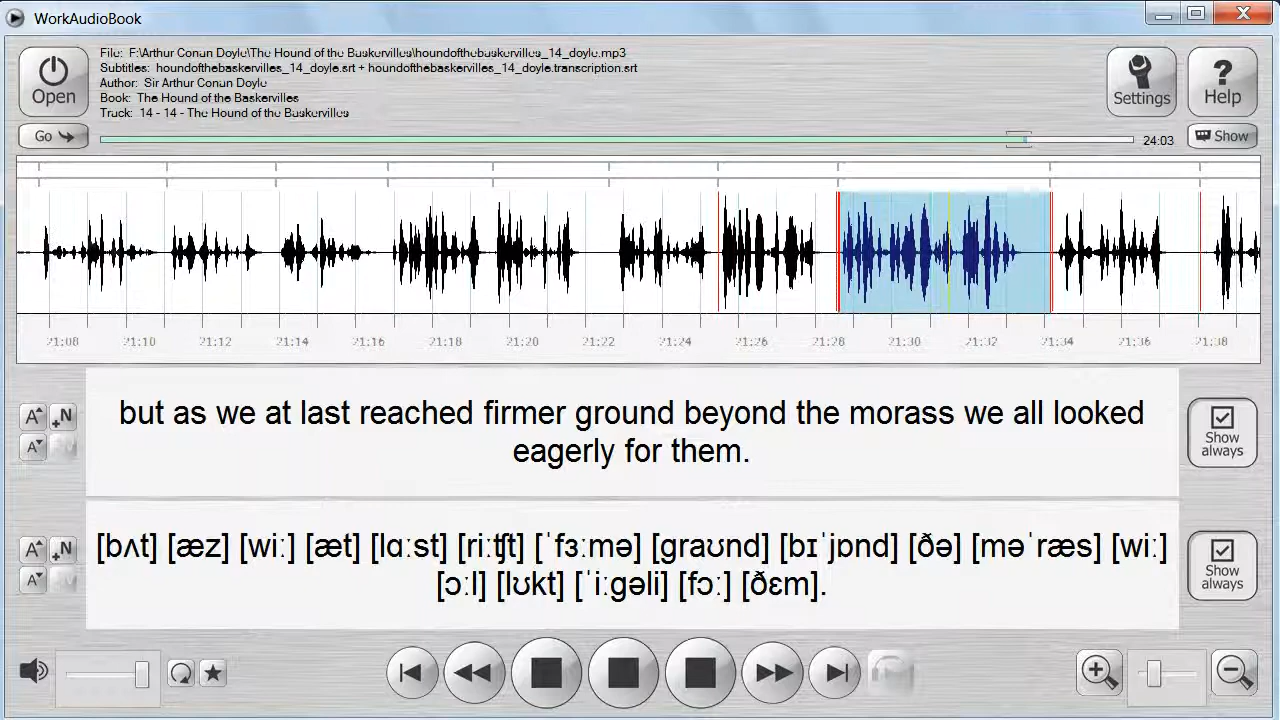 WorkAudioBook
File: F:\Arthur Conan Doyle\The Hound of the Baskervilles\houndofthebaskervilles_14_doyle.mp3
Subtitles: houndofthebaskervilles_14_doyle.srt + houndofthebaskervilles_14_doyle.transcription.srt
Author: Sir Arthur Conan Doyle
Book: The Hound of the Baskervilles
Track: 14 - 14 - The Hound of the Baskervilles
Open
Settings
Help
Go
24:03
Show
21:08 21:10 21:12 21:14 21:16 21:18 21:20 21:22 21:24 21:26 21:28 21:30 21:32 21:34 21:36 21:38
but as we at last reached firmer ground beyond the morass we all looked
eagerly for them.
A
+N
A
Show
always
[bʌt] [æz] [wiː] [æt] [lɑːst] [riːʧt] [ˈfɜːmə] [graʊnd] [bɪˈjɒnd] [ðə] [məˈræs] [wiː]
[ɔːl] [lʊkt] [ˈiːgəli] [fɔː] [ðɛm].
A
+N
A
Show
always